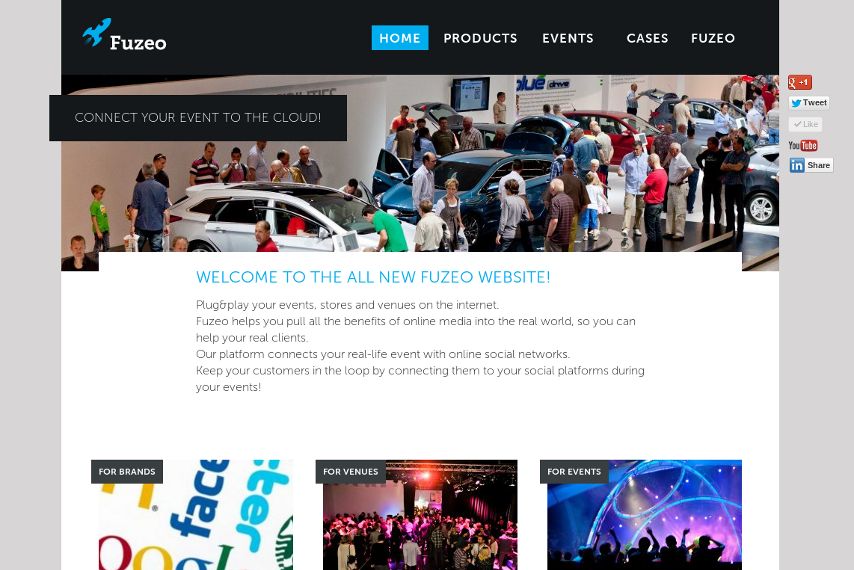 Fuzeo
HOME PRODUCTS EVENTS CASES FUZEO
+1
Tweet
Like
YouTube
in Share
blue drive
CONNECT YOUR EVENT TO THE CLOUD!
WELCOME TO THE ALL NEW FUZEO WEBSITE!
Plug&play your events, stores and venues on the internet.
Fuzeo helps you pull all the benefits of online media into the real world, so you can
help your real clients.
Our platform connects your real-life event with online social networks.
Keep your customers in the loop by connecting them to your social platforms during
your events!
FOR BRANDS
FOR VENUES
FOR EVENTS